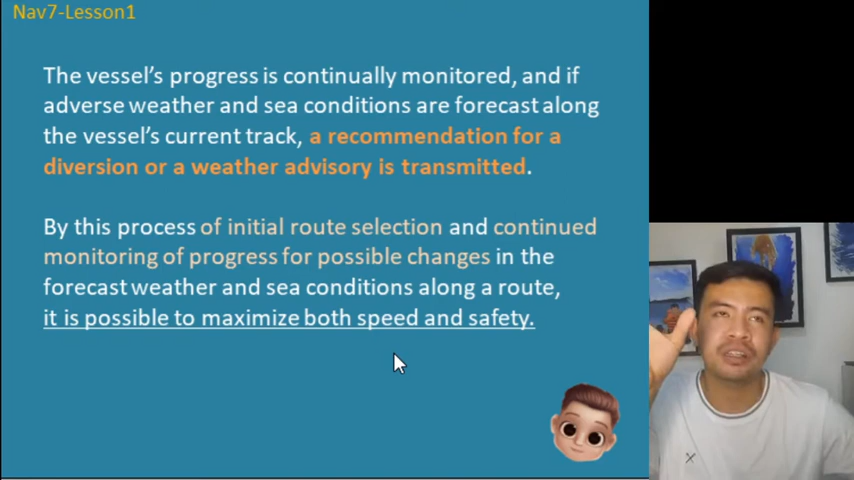 Nav7-Lesson1
The vessel's progress is continually monitored, and if
adverse weather and sea conditions are forecast along
the vessel's current track, a recommendation for a
diversion or a weather advisory is transmitted.
By this process of initial route selection and continued
monitoring of progress for possible changes in the
forecast weather and sea conditions along a route,
it is possible to maximize both speed and safety.